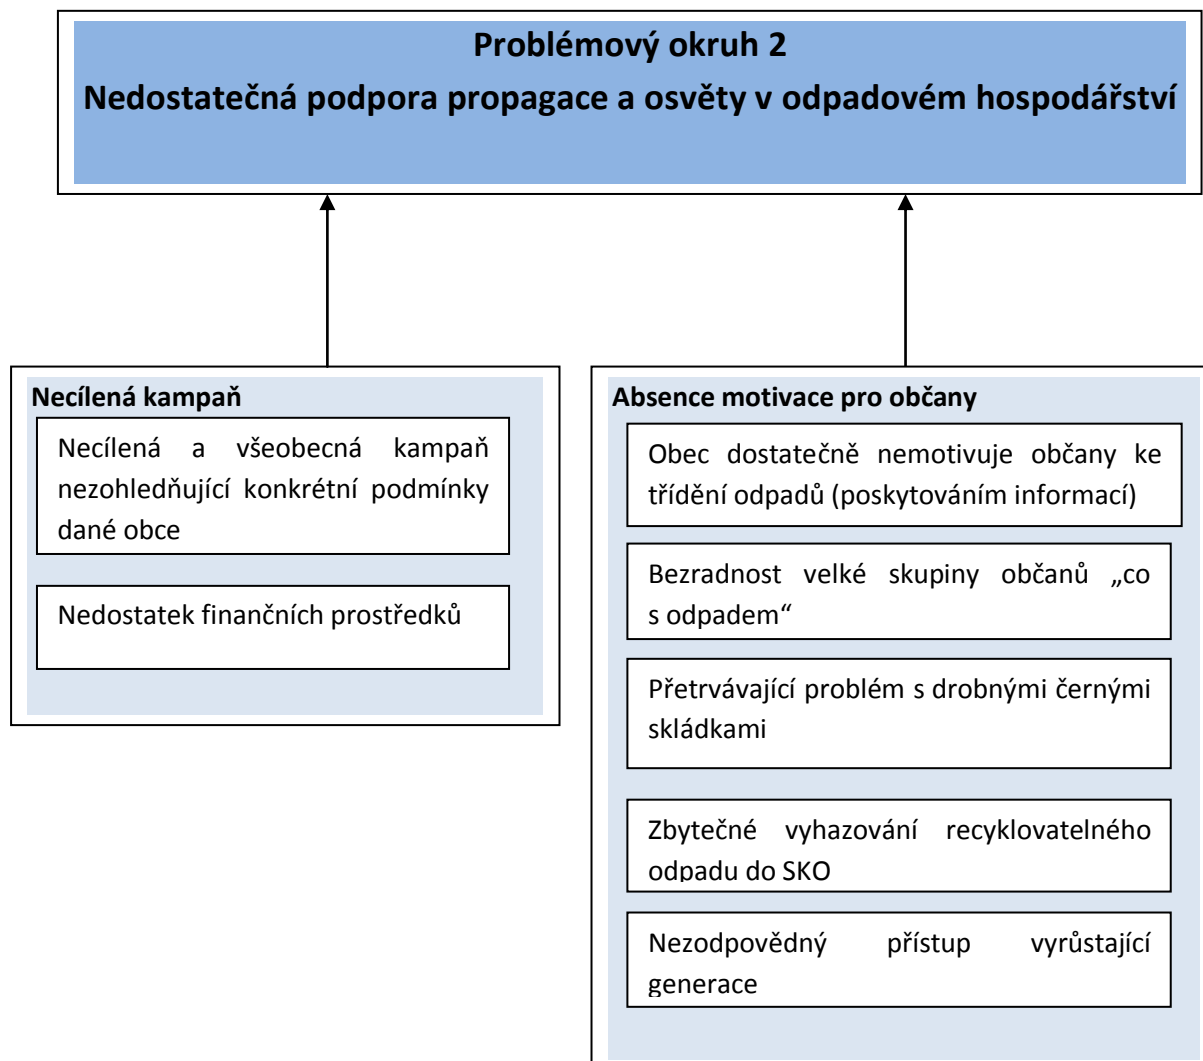 Problémový okruh 2
Nedostatečná podpora propagace a osvěty v odpadovém hospodářství
Necílená kampaň
Necílená a všeobecná kampaň
nezohledňující konkrétní podmínky
dané obce
Nedostatek finančních prostředků
Absence motivace pro občany
Obec dostatečně nemotivuje občany ke
třídění odpadů (poskytováním informací)
Bezradnost velké skupiny občanů „co
s odpadem“
Přetrvávající problém s drobnými černými
skládkami
Zbytečné vyhazování recyklovatelného
odpadu do SKO
Nezodpovědný přístup vyrůstající
generace